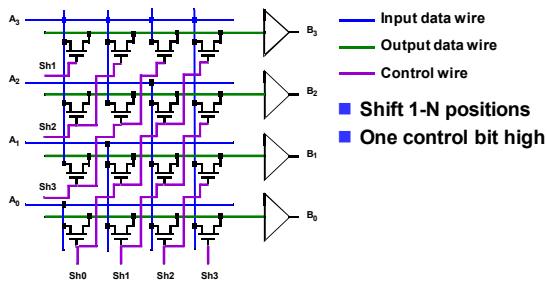 A3
B3
Input data wire
Output data wire
Control wire
Sh1
A2
B2
Shift 1-N positions
One control bit high
Sh2
A1
B1
Sh3
A0
B0
Sh0 Sh1 Sh2 Sh3